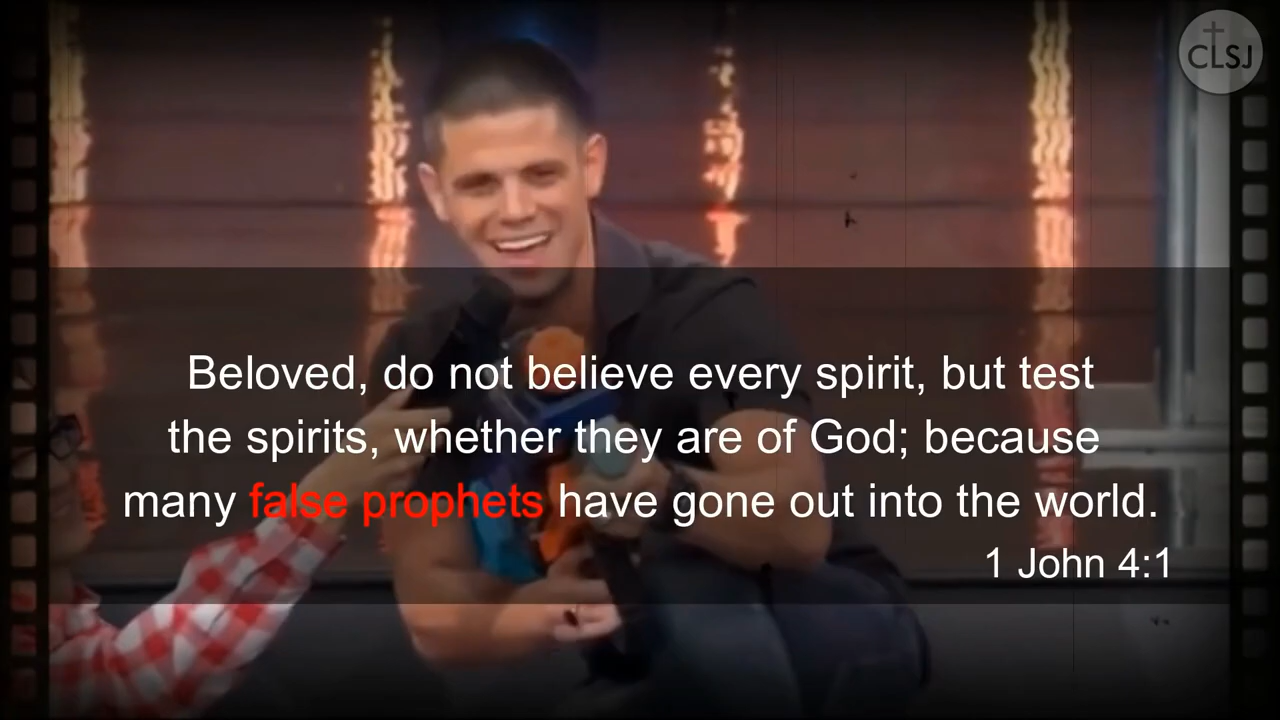 CLSJ
Beloved, do not believe every spirit, but test
the spirits, whether they are of God; because
many false prophets have gone out into the world.
1 John 4:1